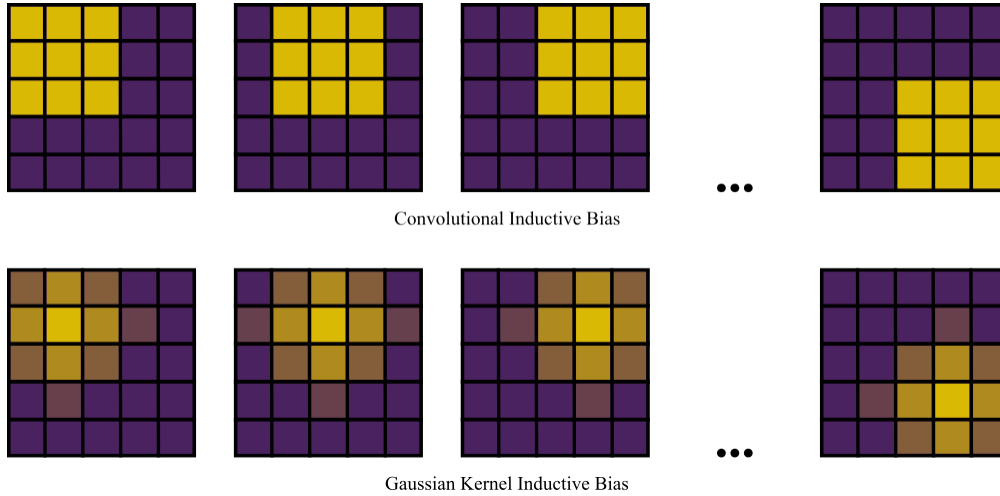 •••
Convolutional Inductive Bias
•••
Gaussian Kernel Inductive Bias